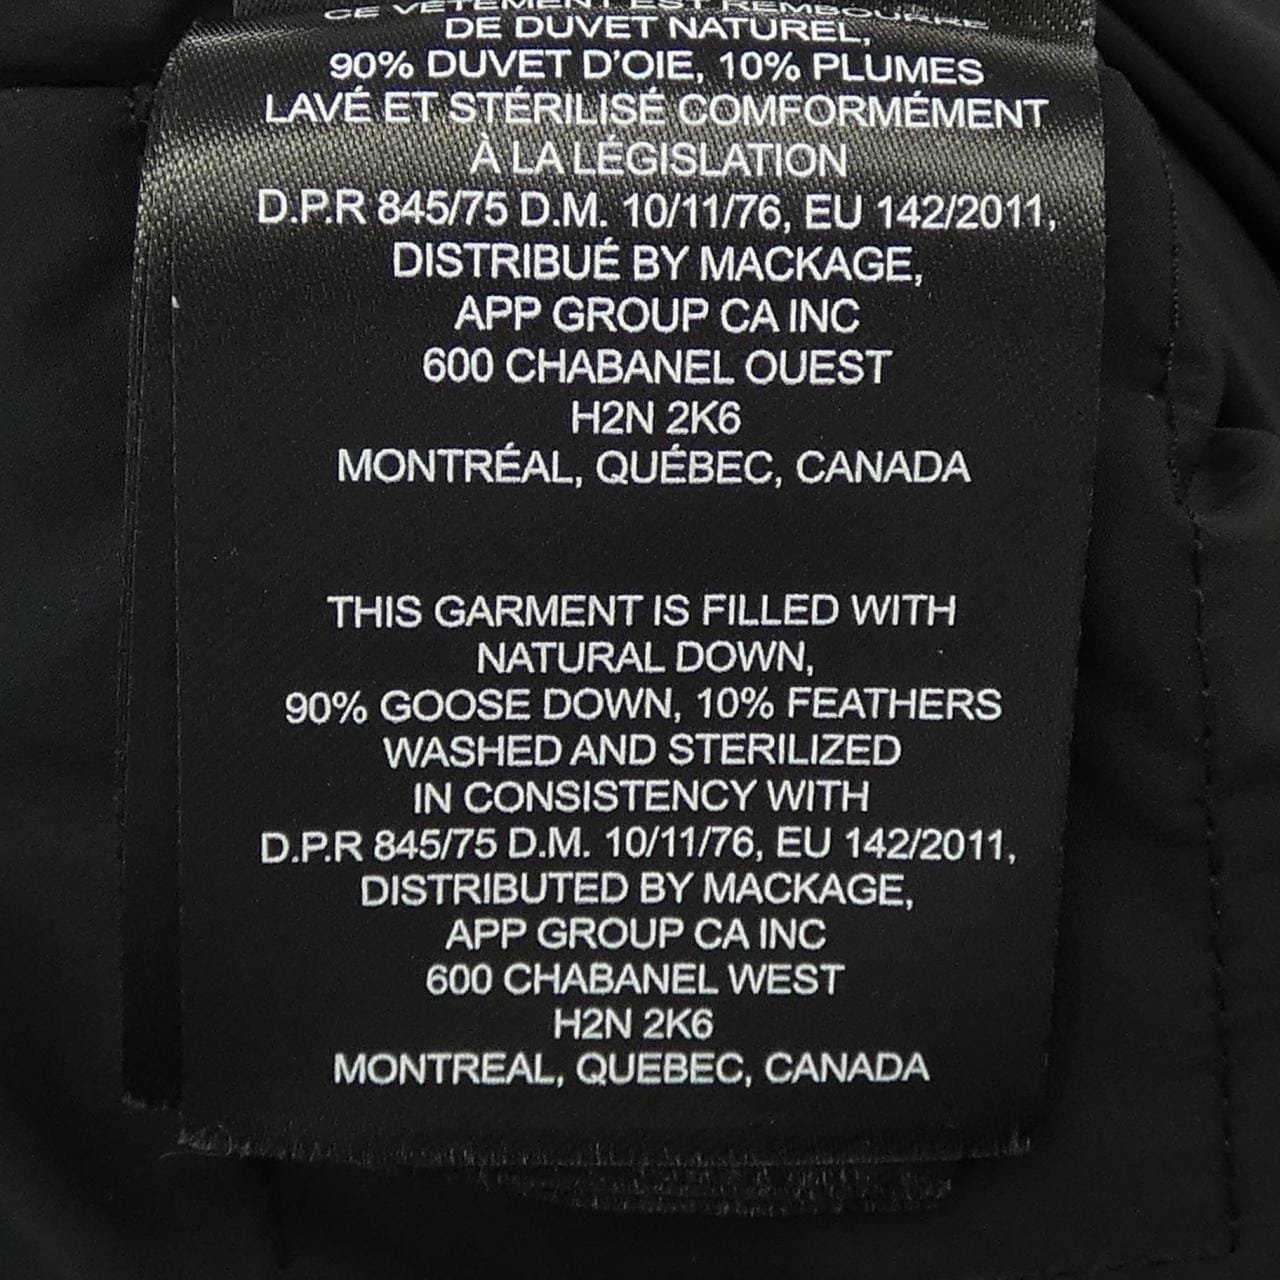 CE VÊTEMENT EST REMBOURRÉ
DE DUVET NATUREL,
90% DUVET D'OIE, 10% PLUMES
LAVÉ ET STÉRILISÉ COMFORMÉMENT
À LA LÉGISLATION
D.P.R 845/75 D.M. 10/11/76, EU 142/2011,
DISTRIBUÉ BY MACKAGE,
APP GROUP CA INC
600 CHABANEL OUEST
H2N 2K6
MONTRÉAL, QUÉBEC, CANADA
THIS GARMENT IS FILLED WITH
NATURAL DOWN,
90% GOOSE DOWN, 10% FEATHERS
WASHED AND STERILIZED
IN CONSISTENCY WITH
D.P.R 845/75 D.M. 10/11/76, EU 142/2011,
DISTRIBUTED BY MACKAGE,
APP GROUP CA INC
600 CHABANEL WEST
H2N 2K6
MONTREAL, QUEBEC, CANADA